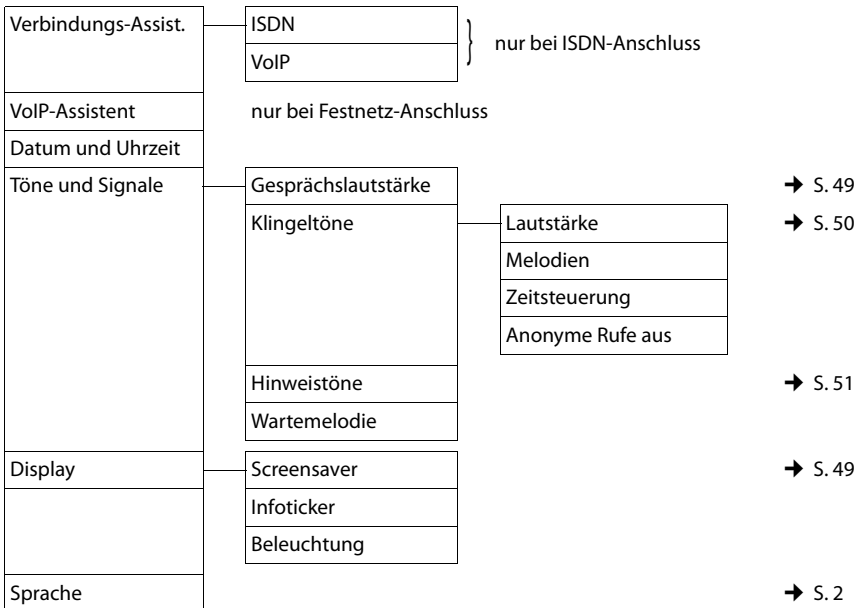 Verbindungs-Assist. ISDN
nur bei ISDN-Anschluss
VoIP
VoIP-Assistent nur bei Festnetz-Anschluss
Datum und Uhrzeit
Töne und Signale Gesprächslautstärke ➔ S. 49
Klingeltöne Lautstärke ➔ S. 50
Melodien
Zeitsteuerung
Anonyme Rufe aus
Hinweistöne ➔ S. 51
Wartemelodie
Display Screensaver ➔ S. 49
Infoticker
Beleuchtung
Sprache ➔ S. 2